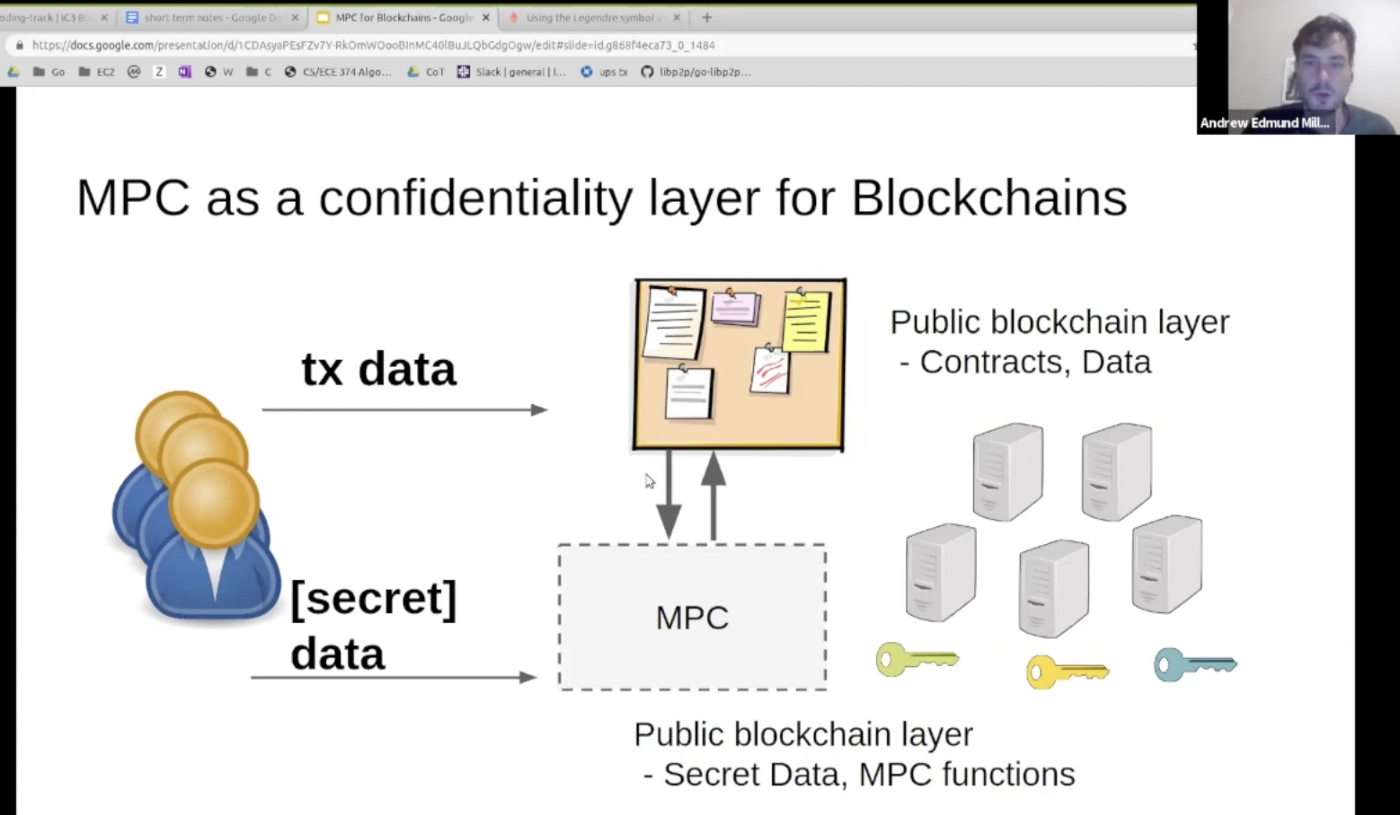 oding-track | IC3 Bl
short term notes - Google Do
MPC for Blockchains - Google
Using the Legendre symbol a
https://docs.google.com/presentation/d/1CDAsyaPEsFZv7Y-RkOmWOooBInMC40lBuJLQbGdgOgw/edit#slide=id.g868f4eca73_0_1484
Go EC2 Z W C CS/ECE 374 Algo... CoT Slack | general | I... ups tx libp2p/go-libp2p...
Andrew Edmund Mill...
MPC as a confidentiality layer for Blockchains
tx data
Public blockchain layer
- Contracts, Data
[secret]
data
MPC
Public blockchain layer
- Secret Data, MPC functions